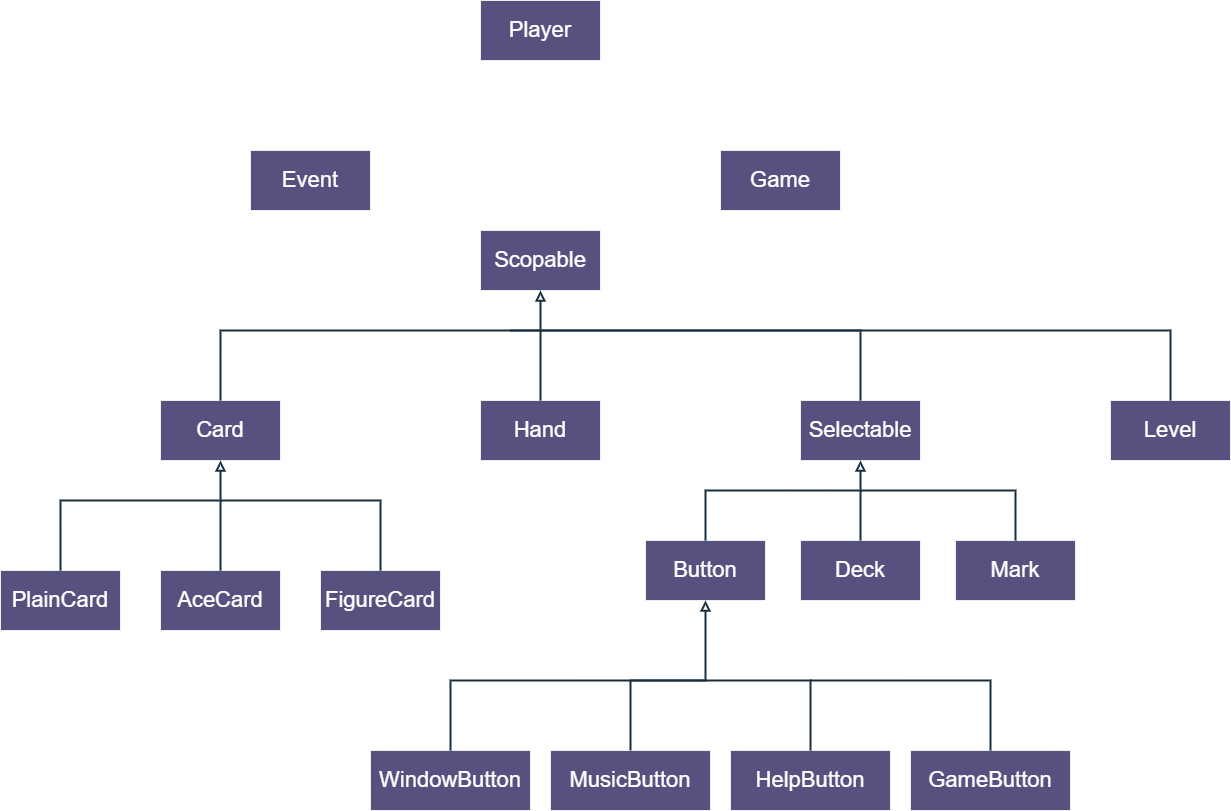 Player
Event
Game
Scopable
Card
Hand
Selectable
Level
Button
Deck
Mark
PlainCard
AceCard
FigureCard
WindowButton
MusicButton
HelpButton
GameButton